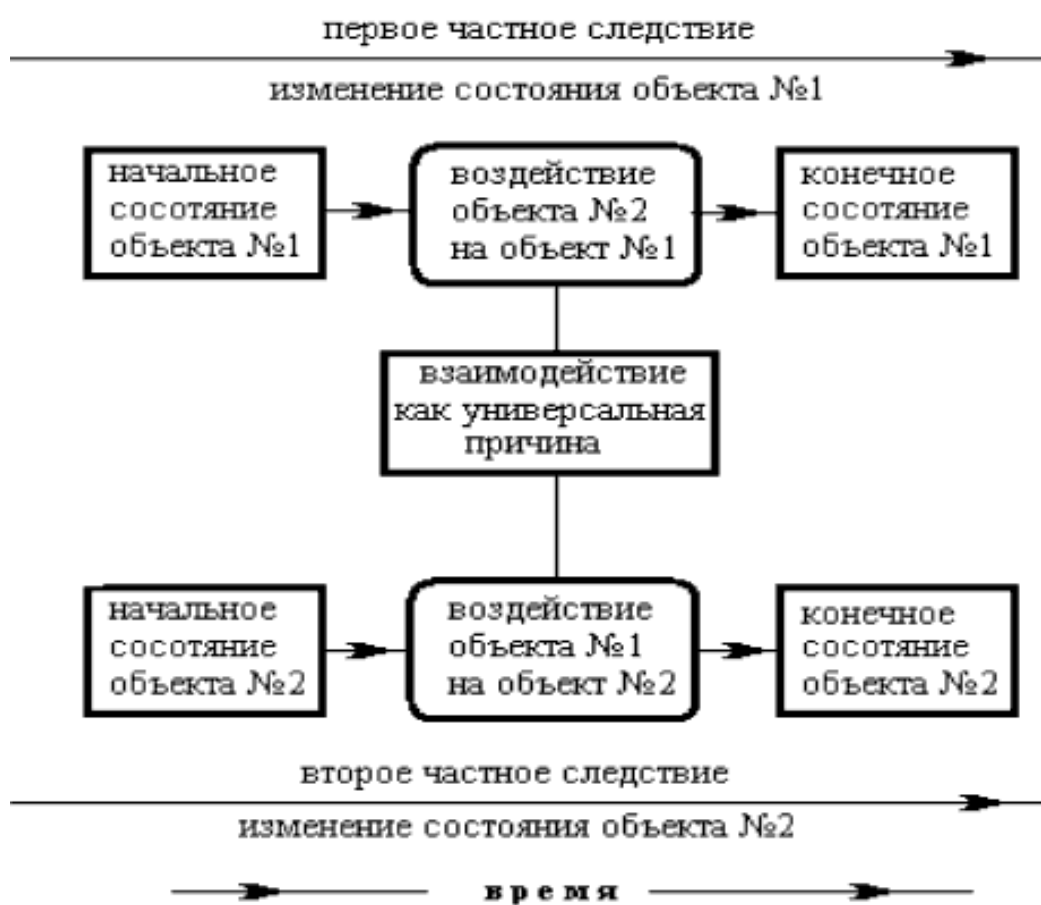 первое частное следствие
изменение состояния объекта №1
начальное
сосотяние
объекта №1
воздействие
объекта №2
на объект №1
конечное
сосотяние
объекта №1
взаимодействие
как универсальная
причина
начальное
сосотяние
объекта №2
воздействие
объекта №1
на объект №2
конечное
сосотяние
объекта №2
второе частное следствие
изменение состояния объекта №2
время